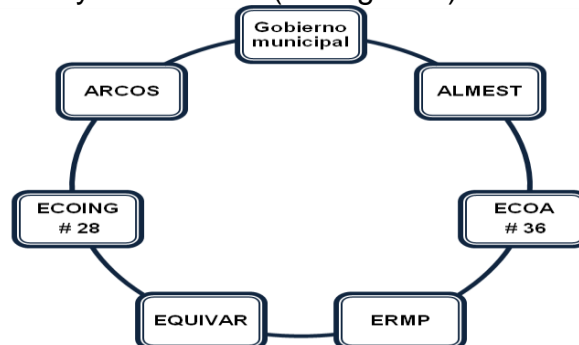 Gobierno
municipal
ARCOS
ALMEST
ECOING
# 28
ECOA
# 36
EQUIVAR
ERMP